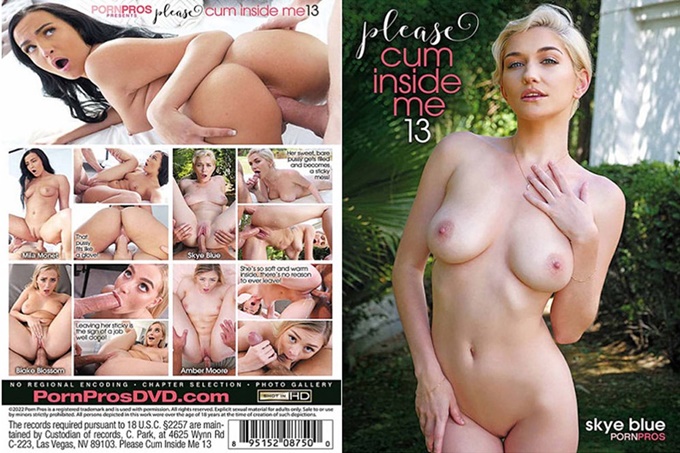 PORNPROS
PRESENTS
please cum inside me 13
Her sweet, bare
pussy gets filled
and becomes
a sticky
mess!
Mila Monet
That
pussy
fits like
a glove!
Skye Blue
She's so soft and warm
inside, there's no reason
to ever leave!
Leaving her sticky is
the sign of a job
well done!
Blake Blossom
Amber Moore
NO REGIONAL ENCODING • CHAPTER SELECTION • PHOTO GALLERY
PornProsDVD.com
SHOT IN HD
©2022 Porn Pros is a registered trademark and is used with permission. All rights reserved. Explicit sexual material for adults only. Sale to or use
by minors strictly prohibited. All persons depicted in this work were over the age of 18 years at the time of creation of such depictions.
The records required pursuant to 18 U.S.C. §2257 are main-
tained by Custodian of records, C. Park, at 4625 Wynn Rd
C-223, Las Vegas, NV 89103. Please Cum Inside Me 13
8 95152 08750 0
please
cum
inside
me
13
skye blue
PORNPROS